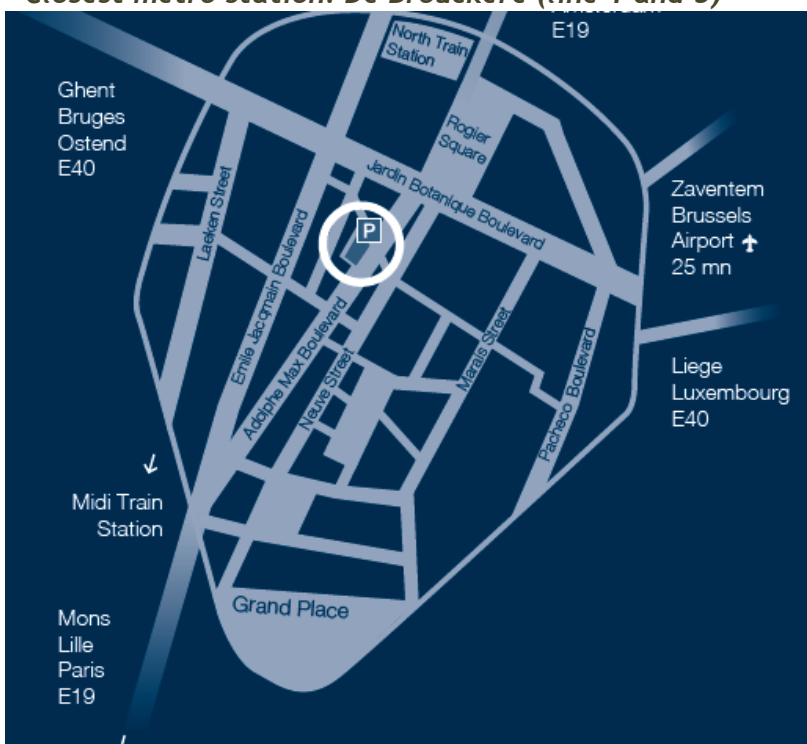 Closest metro station: De Brouckère (line 1 and 5)
Amsterdam
E19
North Train
Station
Ghent
Bruges
Ostend
E40
Rogier
Square
Jardin Botanique Boulevard
Zaventem
Brussels
Airport
25 mn
P
Laeken Street
Emile Jacqmain Boulevard
Adolphe Max Boulevard
Neuve Street
Marais Street
Pacheco Boulevard
Liege
Luxembourg
E40
Midi Train
Station
Grand Place
Mons
Lille
Paris
E19